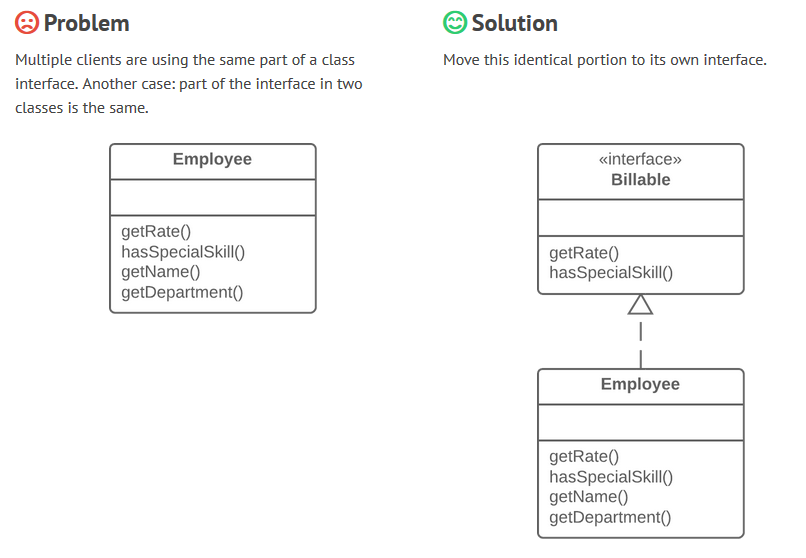 Problem
Multiple clients are using the same part of a class
interface. Another case: part of the interface in two
classes is the same.
Employee
getRate()
hasSpecialSkill()
getName()
getDepartment()
Solution
Move this identical portion to its own interface.
«interface»
Billable
getRate()
hasSpecialSkill()
Employee
getRate()
hasSpecialSkill()
getName()
getDepartment()